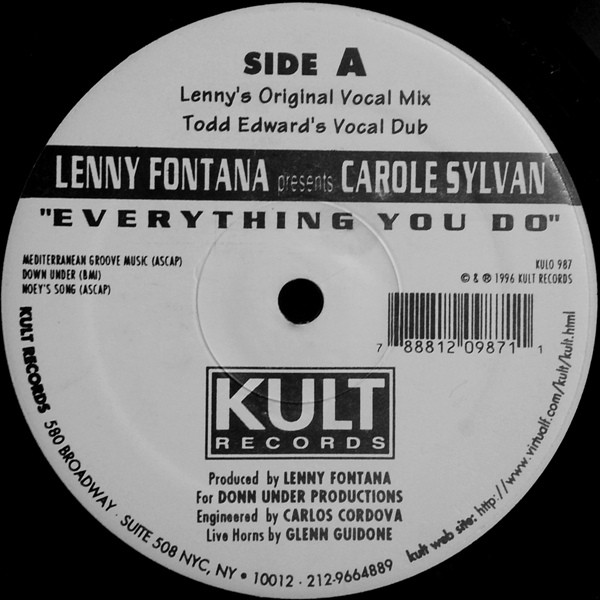 SIDE A
Lenny's Original Vocal Mix
Todd Edward's Vocal Dub
LENNY FONTANA presents CAROLE SYLVAN
"EVERYTHING YOU DO"
MEDITERRANEAN GROOVE MUSIC (ASCAP)
DOWN UNDER (BMI)
NOEY'S SONG (ASCAP)
KULO 987
© & ℗ 1996 KULT RECORDS
7 88812 09871 1
KULT
RECORDS
Produced by LENNY FONTANA
For DONN UNDER PRODUCTIONS
Engineered by CARLOS CORDOVA
Live Horns by GLENN GUIDONE
KULT RECORDS 580 BROADWAY · SUITE 508 NYC, NY • 10012 · 212-9664889
kult web site: http://www.virtualf.com/kult/kult.html